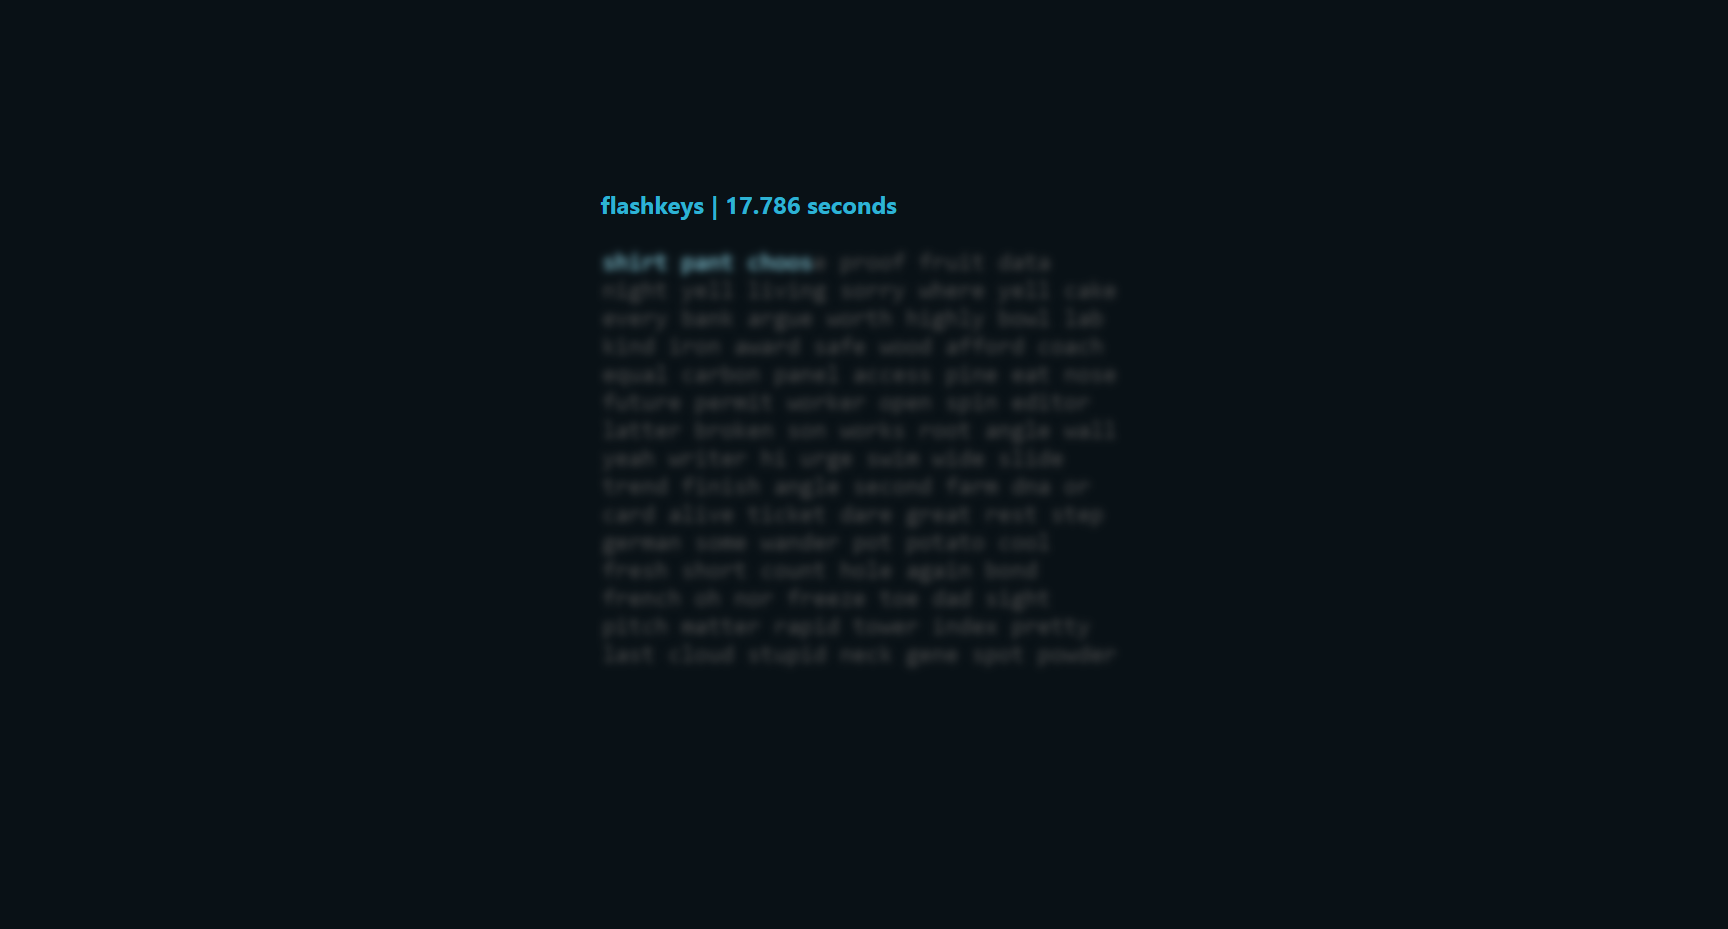 flashkeys | 17.786 seconds
shirt pant choose proof fruit data
night yell living sorry where yell cake
every bank argue worth highly bowl lab
kind iron award safe wood afford coach
equal carbon panel access pine eat nose
future permit worker open spin editor
latter broken son works root angle wall
yeah writer hi urge swim wide slide
trend finish angle second farm dna or
card alive ticket dare great rest step
german some wander pot potato cool
fresh short count hole again bond
french oh nor freeze toe dad sight
pitch matter rapid tower index pretty
last cloud stupid neck gene spot powder